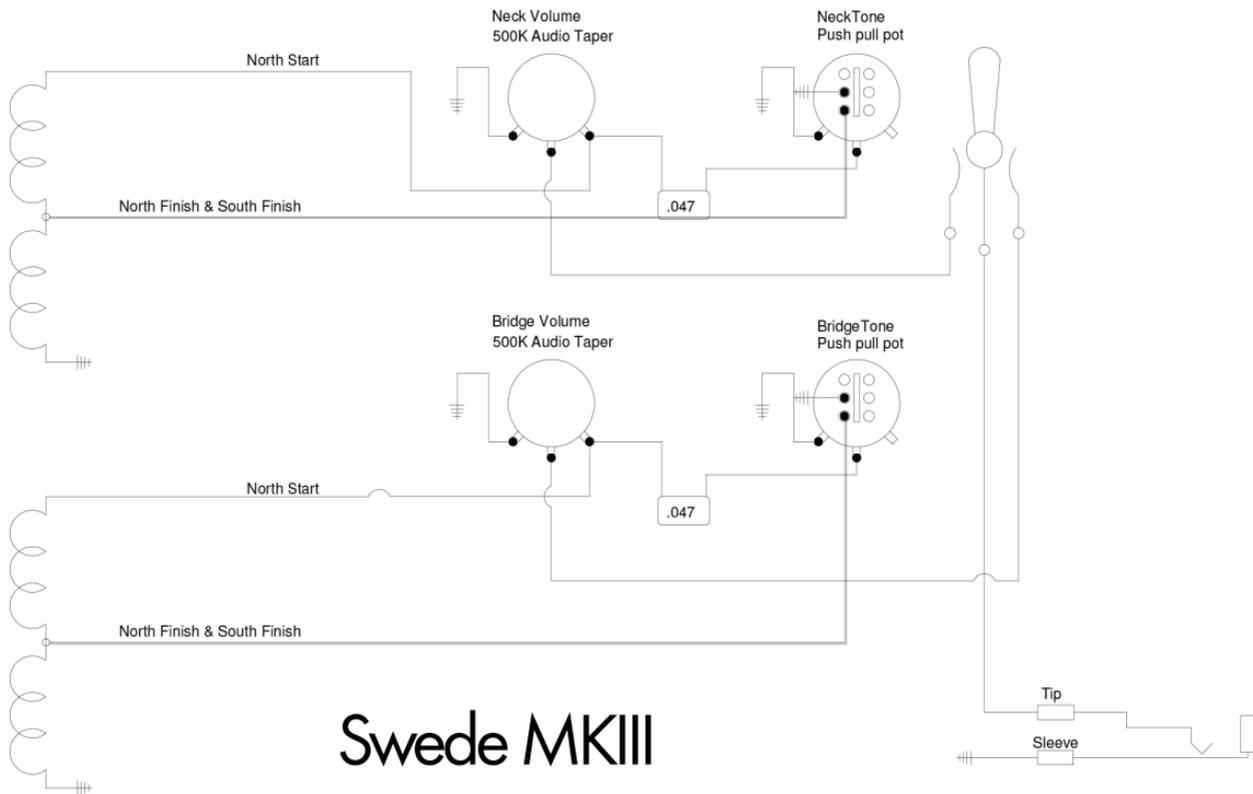 Neck Volume
500K Audio Taper
NeckTone
Push pull pot
North Start
.047
North Finish & South Finish
Bridge Volume
500K Audio Taper
BridgeTone
Push pull pot
North Start
.047
North Finish & South Finish
Tip
Sleeve
Swede MKIII